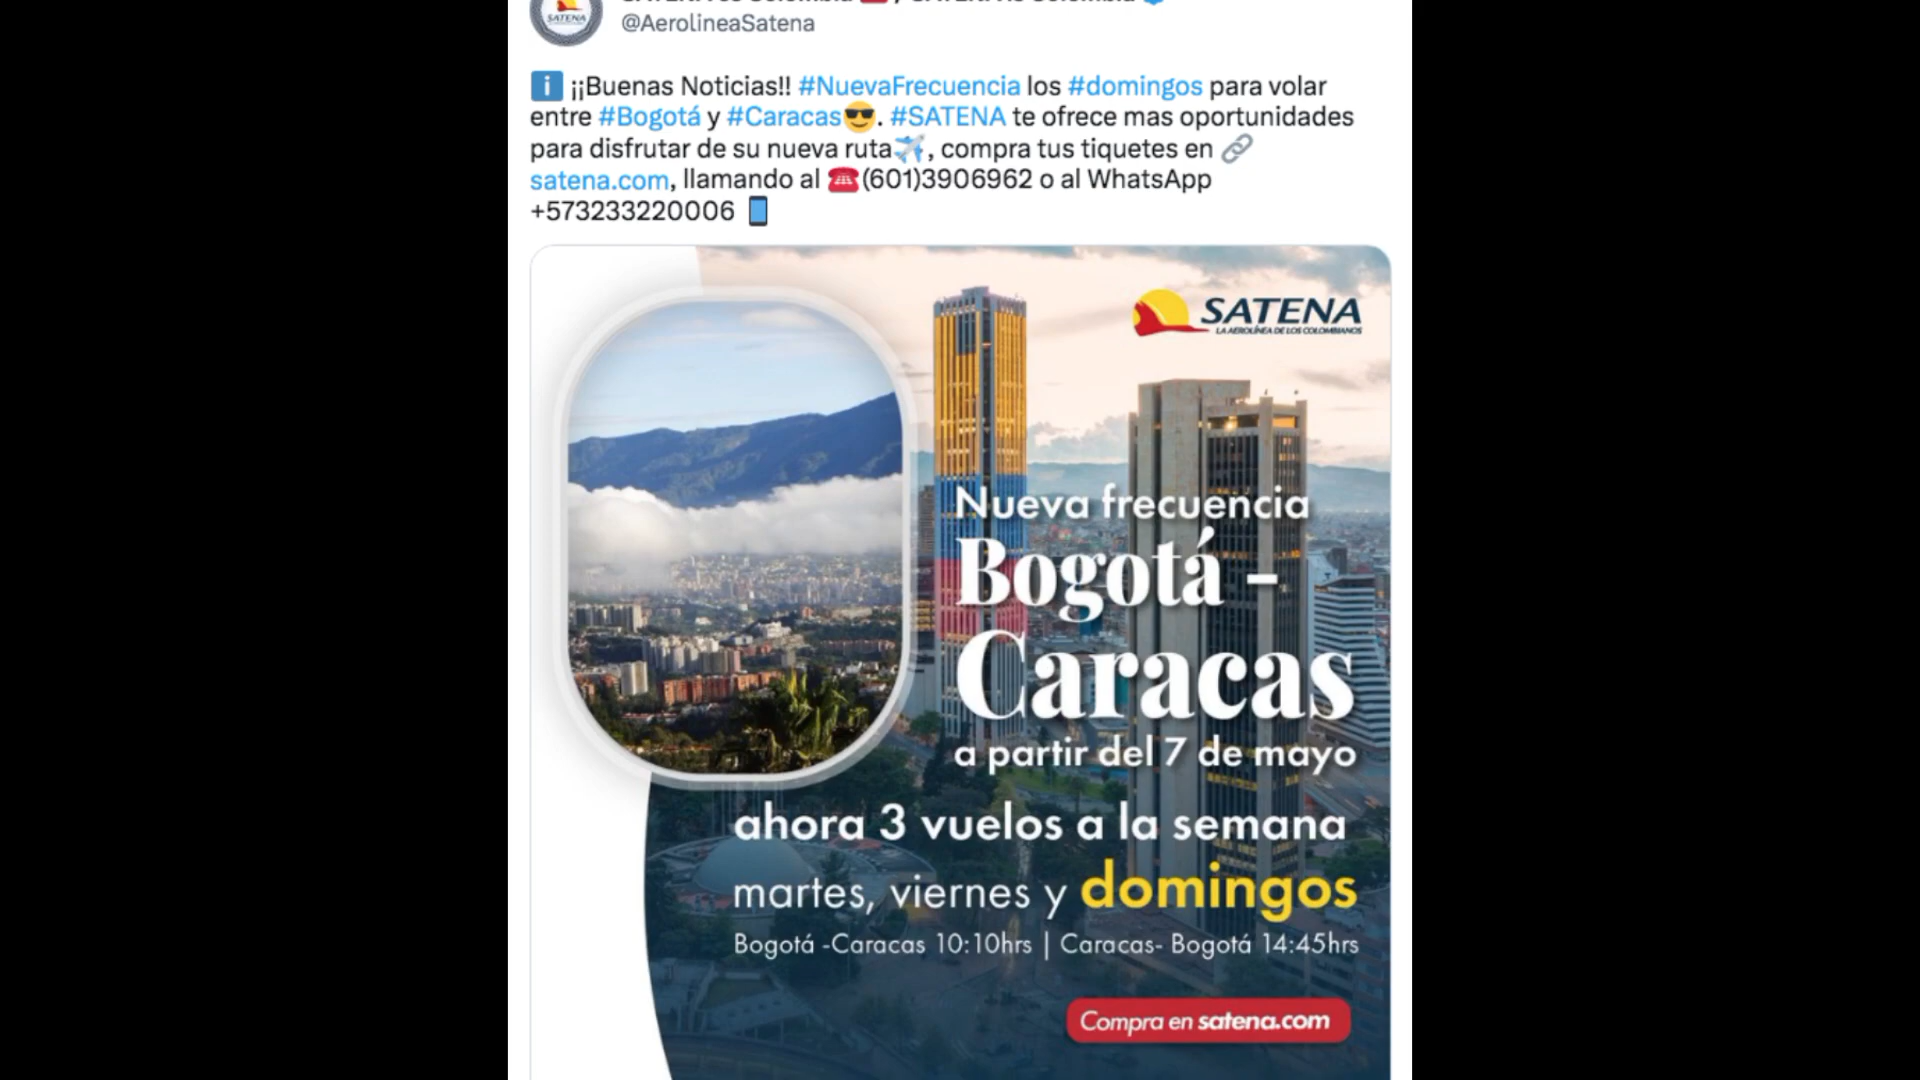 SATENA
@AerolineaSatena
¡¡Buenas Noticias!! #NuevaFrecuencia los #domingos para volar
entre #Bogotá y #Caracas😎. #SATENA te ofrece mas oportunidades
para disfrutar de su nueva ruta✈️, compra tus tiquetes en 🔗
satena.com, llamando al ☎️(601)3906962 o al WhatsApp
+573233220006 📱
SATENA
LA AEROLÍNEA DE LOS COLOMBIANOS
Nueva frecuencia
Bogotá -
Caracas
a partir del 7 de mayo
ahora 3 vuelos a la semana
martes, viernes y domingos
Bogotá -Caracas 10:10hrs | Caracas- Bogotá 14:45hrs
Compra en satena.com